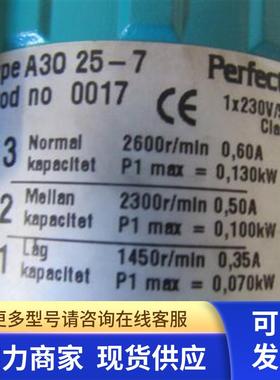 pe A30 25-7 Perfect
od no 0017 CE 1x230V/5
Cla
3 Normal kapacitet 2600r/min 0,60A
P1 max = 0,130kW
2 Mellan kapacitet 2300r/min 0,50A
P1 max = 0,100kW
1 Låg kapacitet 1450r/min 0,35A
P1 max = 0,070kW
更多型号请咨询在线客服
力商家 现货供应
可